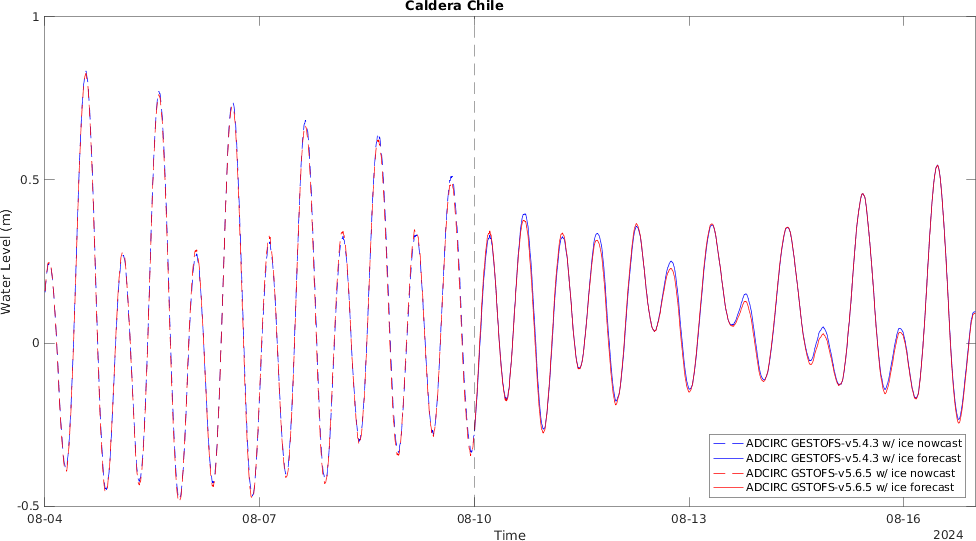 Caldera Chile
1
0.5
0
-0.5
Water Level (m)
08-04
08-07
08-10
08-13
08-16
Time
2024
ADCIRC GESTOFS-v5.4.3 w/ ice nowcast
ADCIRC GESTOFS-v5.4.3 w/ ice forecast
ADCIRC GSTOFS-v5.6.5 w/ ice nowcast
ADCIRC GSTOFS-v5.6.5 w/ ice forecast